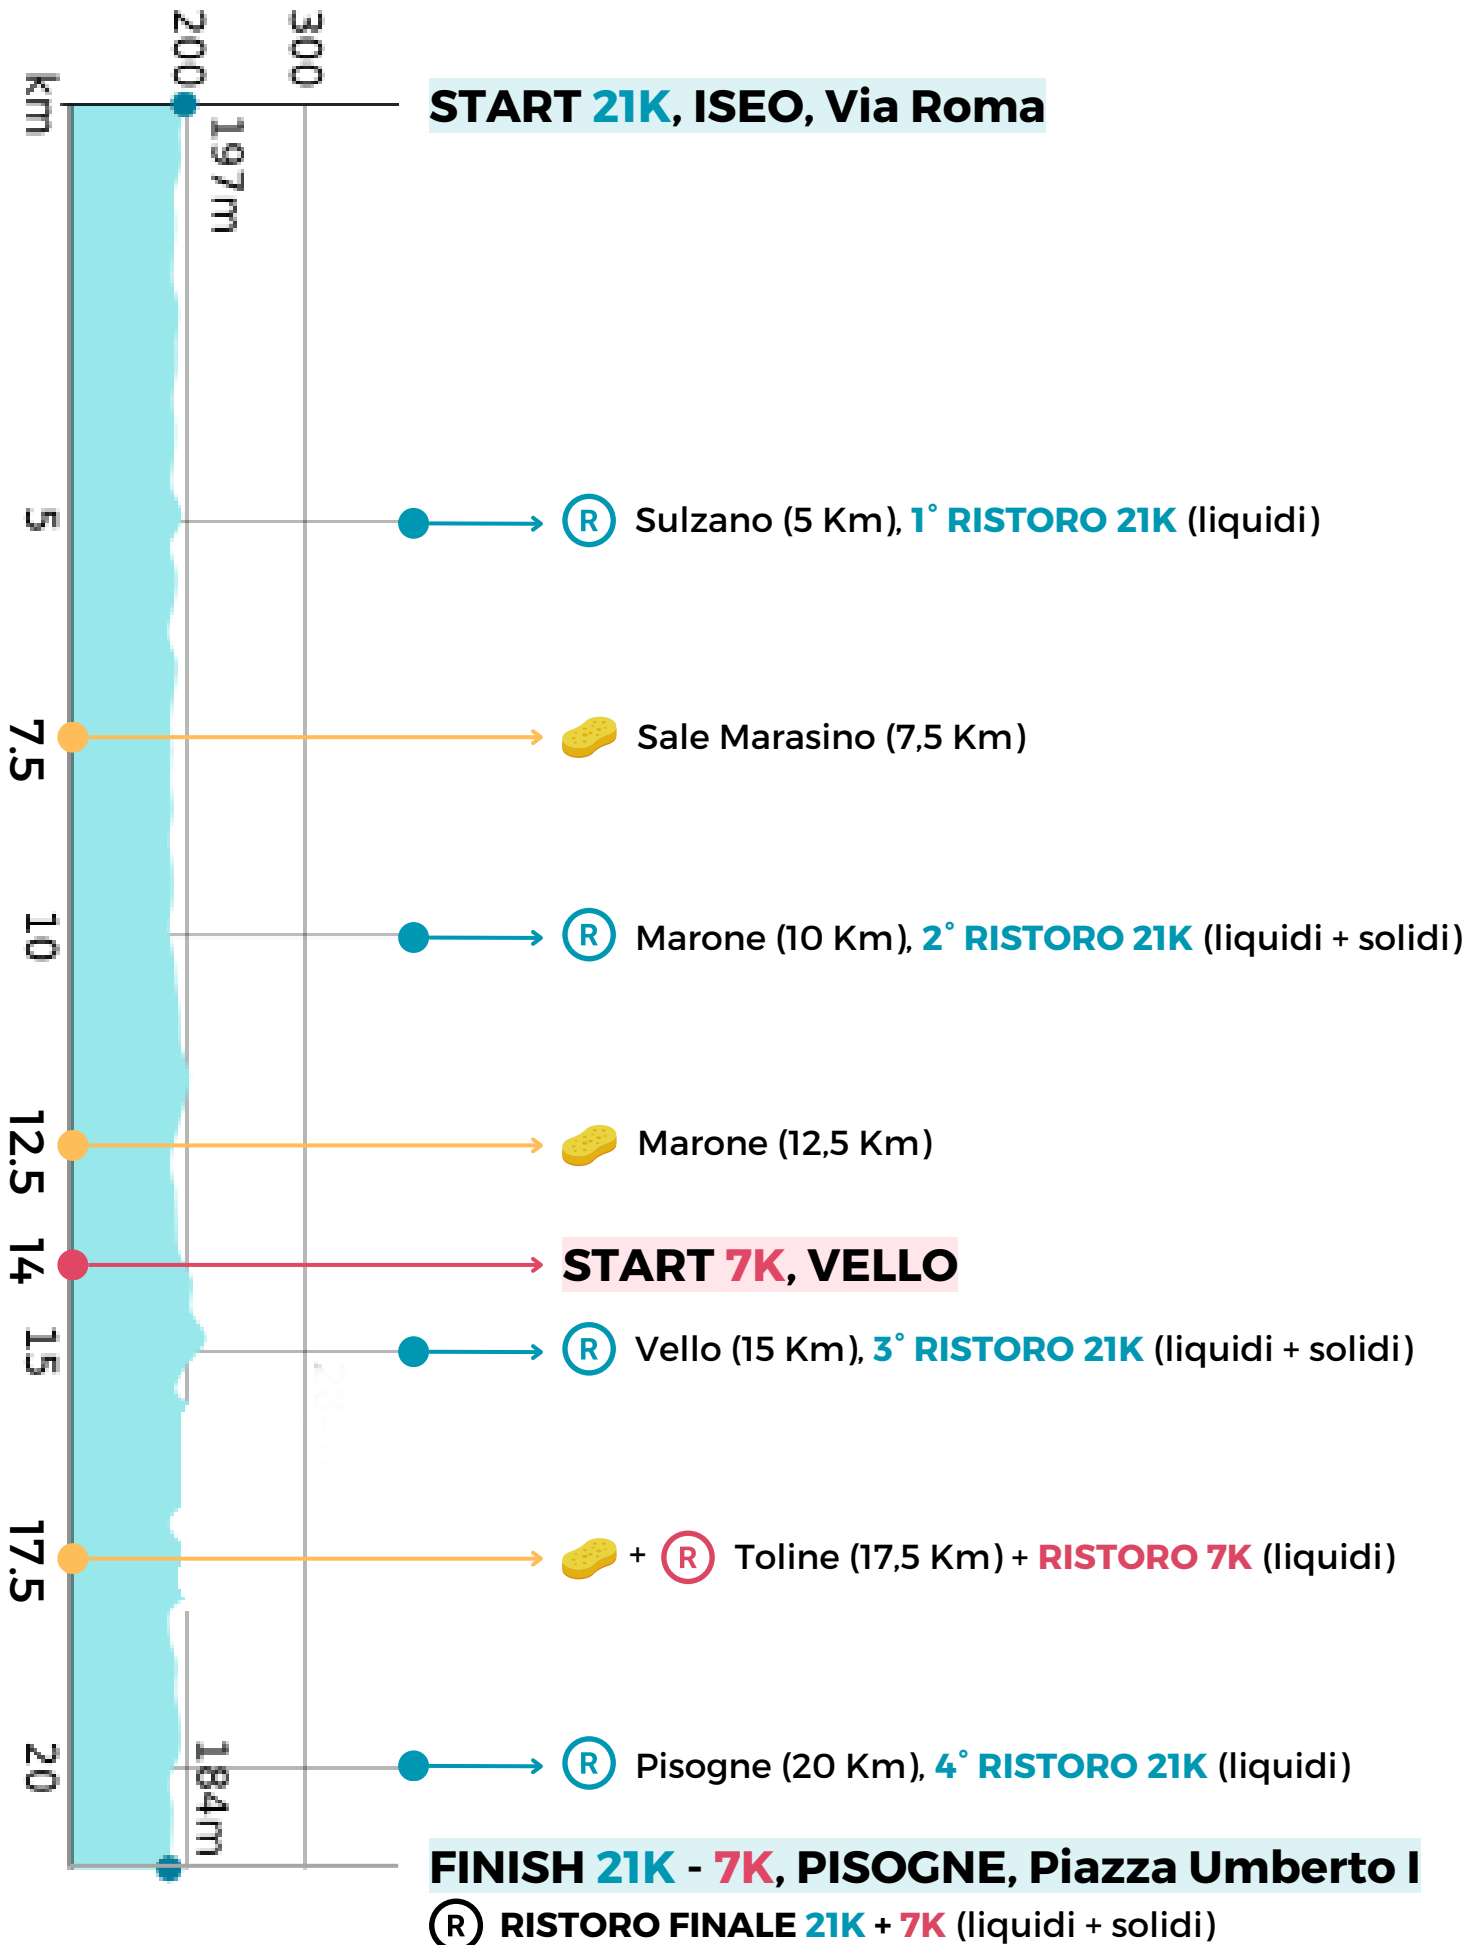 200
300
km
197m
START 21K, ISEO, Via Roma
5
R Sulzano (5 Km), 1° RISTORO 21K (liquidi)
7.5
Sale Marasino (7,5 Km)
10
R Marone (10 Km), 2° RISTORO 21K (liquidi + solidi)
12.5
Marone (12,5 Km)
14
START 7K, VELLO
15
R Vello (15 Km), 3° RISTORO 21K (liquidi + solidi)
17.5
+ R Toline (17,5 Km) + RISTORO 7K (liquidi)
20
R Pisogne (20 Km), 4° RISTORO 21K (liquidi)
184m
FINISH 21K - 7K, PISOGNE, Piazza Umberto I
R RISTORO FINALE 21K + 7K (liquidi + solidi)